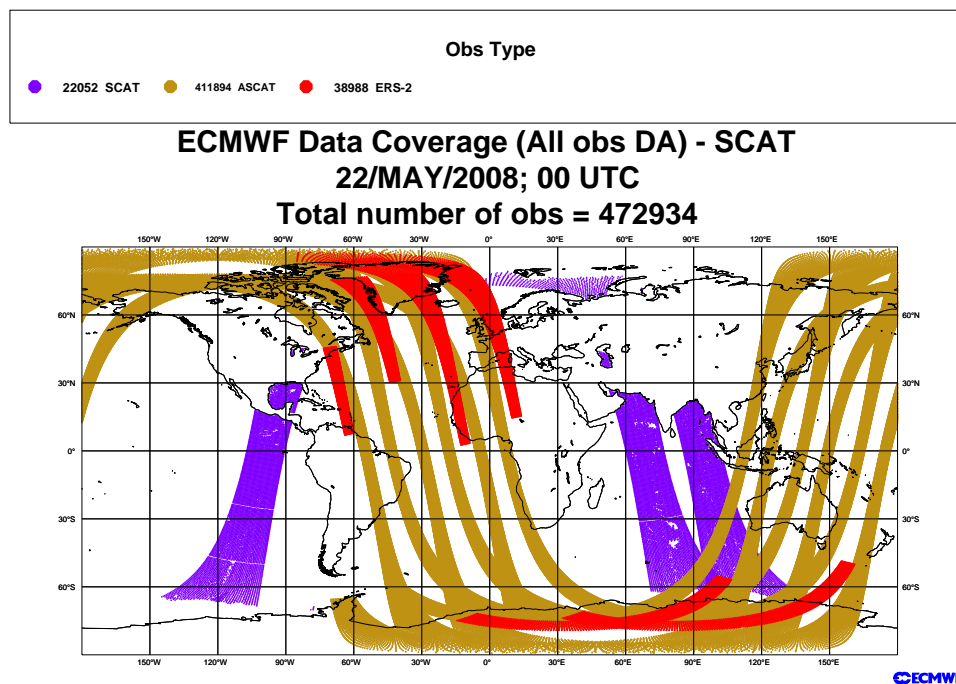 Obs Type
22052 SCAT 411894 ASCAT 38988 ERS-2
ECMWF Data Coverage (All obs DA) - SCAT
22/MAY/2008; 00 UTC
Total number of obs = 472934
150°W 120°W 90°W 60°W 30°W 0° 30°E 60°E 90°E 120°E 150°E
60°N 60°N
30°N 30°N
0° 0°
30°S 30°S
60°S 60°S
150°W 120°W 90°W 60°W 30°W 0° 30°E 60°E 90°E 120°E 150°E
ECMWF